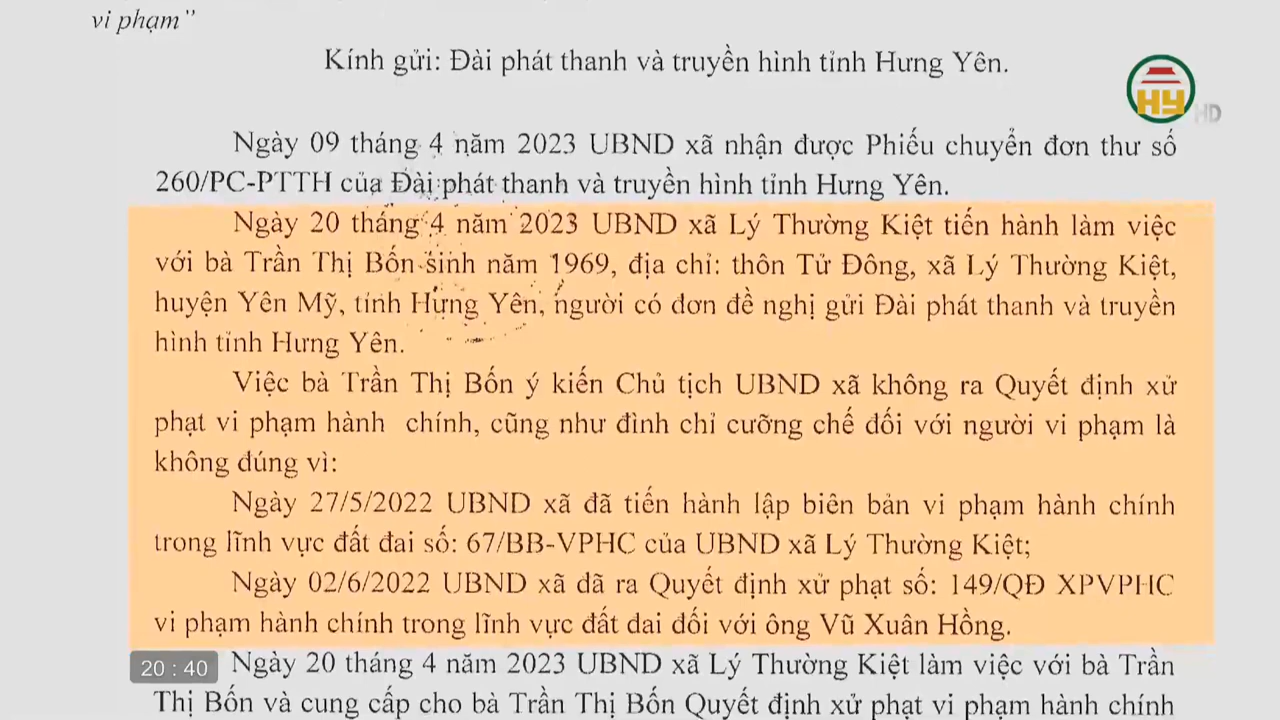 vi phạm”
Kính gửi: Đài phát thanh và truyền hình tỉnh Hưng Yên.
HY HD
Ngày 09 tháng 4 năm 2023 UBND xã nhận được Phiếu chuyển đơn thư số
260/PC-PTTH của Đài phát thanh và truyền hình tỉnh Hưng Yên.
Ngày 20 tháng 4 năm 2023 UBND xã Lý Thường Kiệt tiến hành làm việc
với bà Trần Thị Bốn sinh năm 1969, địa chỉ: thôn Tử Đông, xã Lý Thường Kiệt,
huyện Yên Mỹ, tỉnh Hưng Yên, người có đơn đề nghị gửi Đài phát thanh và truyền
hình tỉnh Hưng Yên.
Việc bà Trần Thị Bốn ý kiến Chủ tịch UBND xã không ra Quyết định xử
phạt vi phạm hành chính, cũng như đình chỉ cưỡng chế đối với người vi phạm là
không đúng vì:
Ngày 27/5/2022 UBND xã đã tiến hành lập biên bản vi phạm hành chính
trong lĩnh vực đất đai số: 67/BB-VPHC của UBND xã Lý Thường Kiệt;
Ngày 02/6/2022 UBND xã đã ra Quyết định xử phạt số: 149/QĐ XPVPHC
vi phạm hành chính trong lĩnh vực đất đai đối với ông Vũ Xuân Hồng.
20 : 40
Ngày 20 tháng 4 năm 2023 UBND xã Lý Thường Kiệt làm việc với bà Trần
Thị Bốn và cung cấp cho bà Trần Thị Bốn Quyết định xử phạt vi phạm hành chính